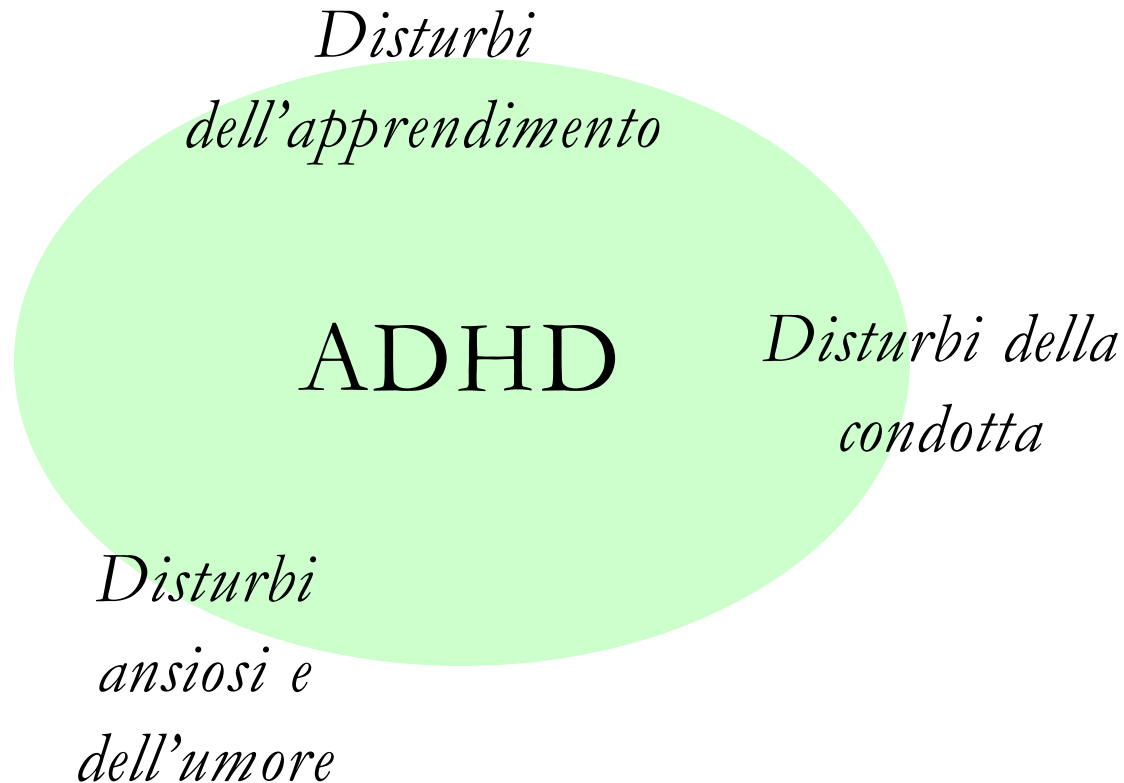 Disturbi
dell’apprendimento
ADHD
Disturbi della
condotta
Disturbi
ansiosi e
dell’umore